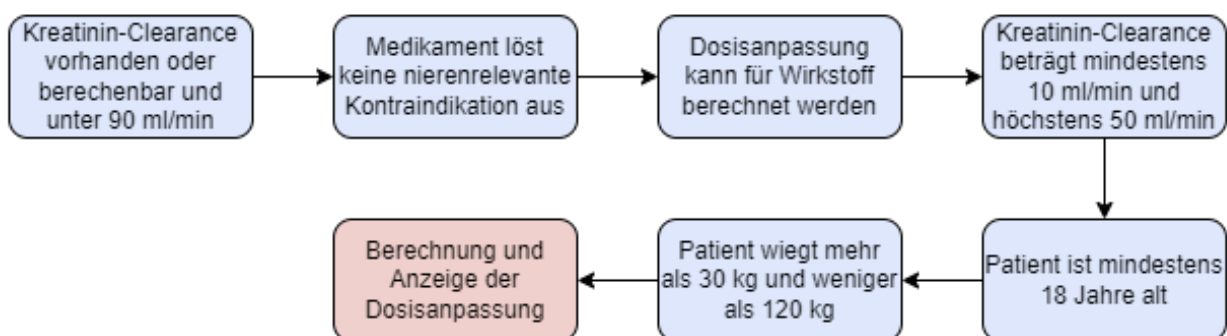 Kreatinin-Clearance
vorhanden oder
berechenbar und
unter 90 ml/min
Medikament löst
keine nierenrelevante
Kontraindikation aus
Dosisanpassung
kann für Wirkstoff
berechnet werden
Kreatinin-Clearance
beträgt mindestens
10 ml/min und
höchstens 50 ml/min
Patient ist mindestens
18 Jahre alt
Patient wiegt mehr
als 30 kg und weniger
als 120 kg
Berechnung und
Anzeige der
Dosisanpassung